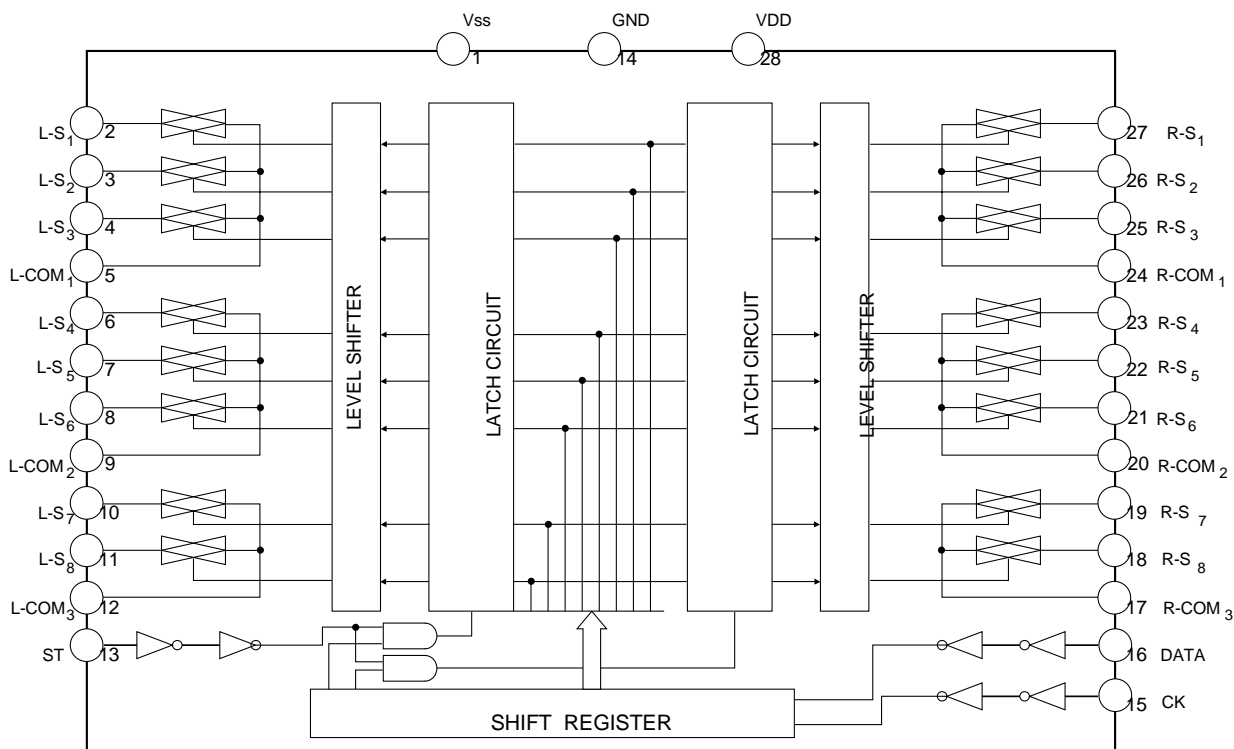 Vss GND VDD
1 14 28
L-S1 2
L-S2 3
L-S3 4
L-COM1 5
L-S4 6
L-S5 7
L-S6 8
L-COM2 9
L-S7 10
L-S8 11
L-COM3 12
ST 13
LEVEL SHIFTER
LATCH CIRCUIT
LATCH CIRCUIT
LEVEL SHIFTER
27 R-S1
26 R-S2
25 R-S3
24 R-COM1
23 R-S4
22 R-S5
21 R-S6
20 R-COM2
19 R-S7
18 R-S8
17 R-COM3
16 DATA
15 CK
SHIFT REGISTER